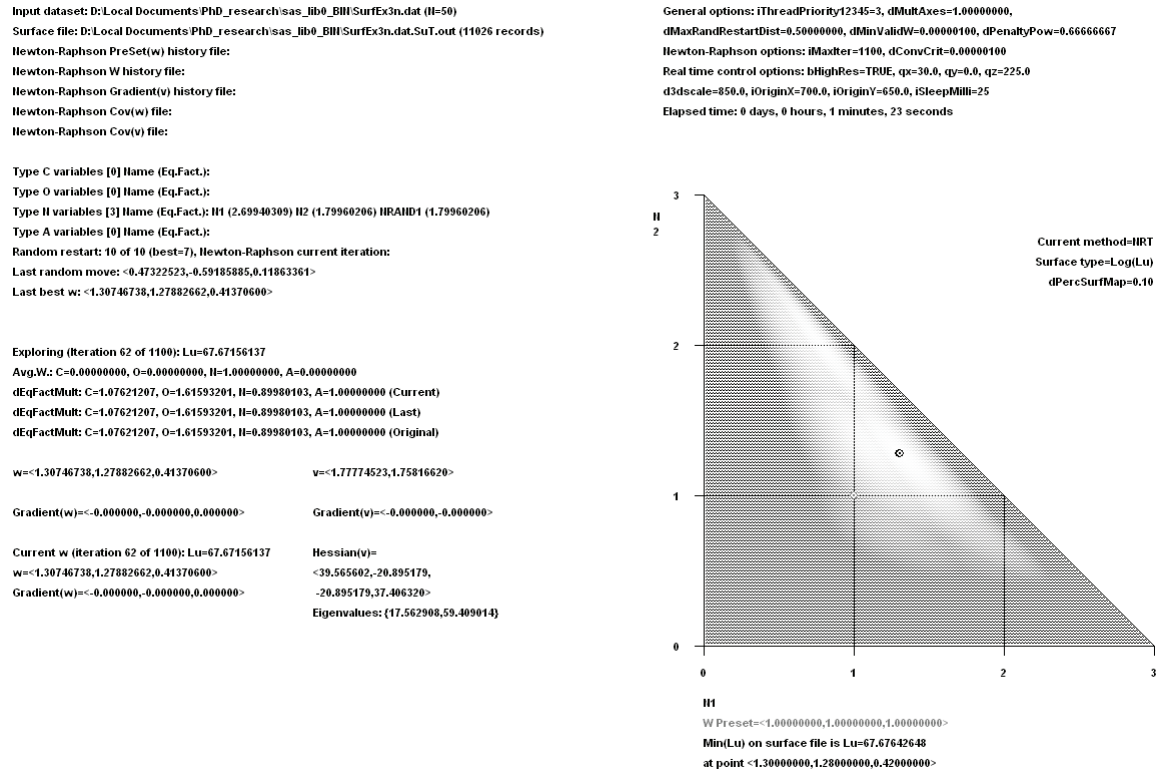 Input dataset: D:\Local Documents\PhD_research\sas_lib0_BIN\SurfEx3n.dat (N=50)
Surface file: D:\Local Documents\PhD_research\sas_lib0_BIN\SurfEx3n.dat.SuT.out (11026 records)
Newton-Raphson PreSet(w) history file:
Newton-Raphson W history file:
Newton-Raphson Gradient(v) history file:
Newton-Raphson Cov(w) file:
Newton-Raphson Cov(v) file:
Type C variables [0] Name (Eq.Fact.):
Type O variables [0] Name (Eq.Fact.):
Type N variables [3] Name (Eq.Fact.): N1 (2.69940309) N2 (1.79960206) NRAND1 (1.79960206)
Type A variables [0] Name (Eq.Fact.):
Random restart: 10 of 10 (best=7), Newton-Raphson current iteration:
Last random move: <0.47322523,-0.59185885,0.11863361>
Last best w: <1.30746738,1.27882662,0.41370600>
Exploring (Iteration 62 of 1100): Lu=67.67156137
Avg.W.: C=0.00000000, O=0.00000000, N=1.00000000, A=0.00000000
dEqFactMult: C=1.07621207, O=1.61593201, N=0.89980103, A=1.00000000 (Current)
dEqFactMult: C=1.07621207, O=1.61593201, N=0.89980103, A=1.00000000 (Last)
dEqFactMult: C=1.07621207, O=1.61593201, N=0.89980103, A=1.00000000 (Original)
w=<1.30746738,1.27882662,0.41370600> v=<1.77774523,1.75816620>
Gradient(w)=<-0.000000,-0.000000,0.000000> Gradient(v)=<-0.000000,-0.000000>
Current w (iteration 62 of 1100): Lu=67.67156137 Hessian(v)=
w=<1.30746738,1.27882662,0.41370600> <39.565602,-20.895179,
Gradient(w)=<-0.000000,-0.000000,0.000000> -20.895179,37.406320>
Eigenvalues: {17.562908,59.409014}
General options: iThreadPriority12345=3, dMultAxes=1.00000000,
dMaxRandRestartDist=0.50000000, dMinValidW=0.00000100, dPenaltyPow=0.66666667
Newton-Raphson options: iMaxIter=1100, dConvCrit=0.00000100
Real time control options: bHighRes=TRUE, qx=30.0, qy=0.0, qz=225.0
d3dscale=850.0, iOriginX=700.0, iOriginY=650.0, iSleepMilli=25
Elapsed time: 0 days, 0 hours, 1 minutes, 23 seconds
3
N
2
Current method=NRT
Surface type=Log(Lu)
dPercSurfMap=0.10
2
1
0
0 1 2 3
N1
W Preset=<1.00000000,1.00000000,1.00000000>
Min(Lu) on surface file is Lu=67.67642648
at point <1.30000000,1.28000000,0.42000000>